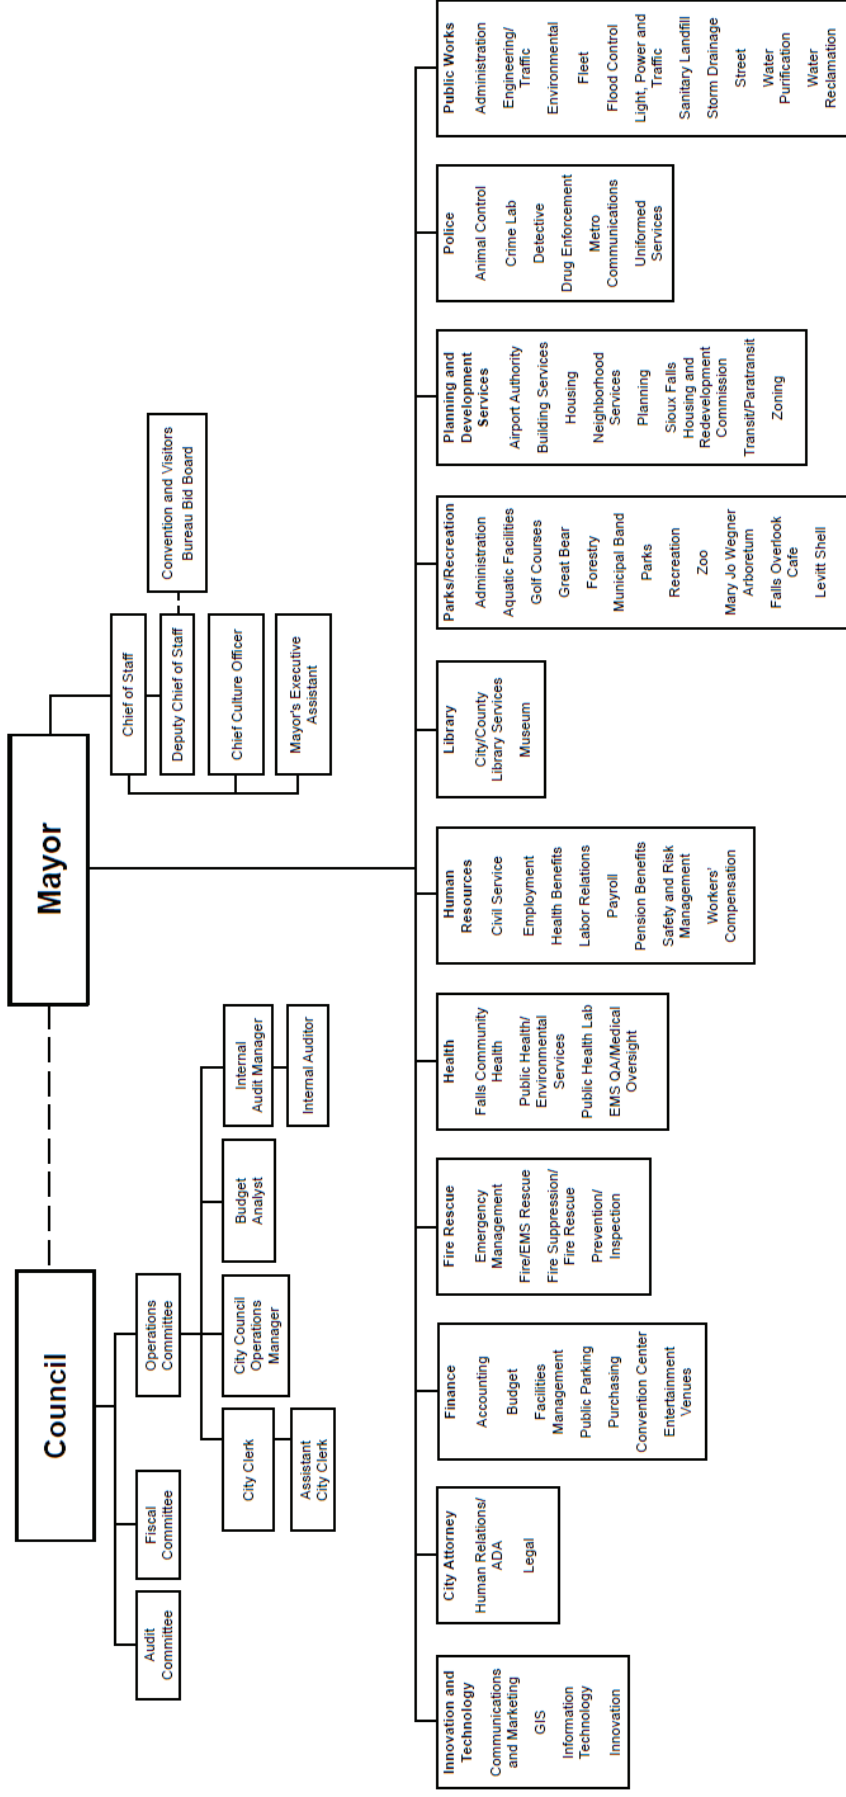 Council
Mayor
Audit
Committee
Fiscal
Committee
Operations
Committee
City Clerk
Assistant
City Clerk
City Council
Operations
Manager
Budget
Analyst
Internal
Audit Manager
Internal Auditor
Chief of Staff
Deputy Chief of Staff
Convention and Visitors
Bureau Bid Board
Chief Culture Officer
Mayor's Executive
Assistant
Innovation and
Technology
Communications
and Marketing
GIS
Information
Technology
Innovation
City Attorney
Human Relations/
ADA
Legal
Finance
Accounting
Budget
Facilities
Management
Public Parking
Purchasing
Convention Center
Entertainment
Venues
Fire Rescue
Emergency
Management
Fire/EMS Rescue
Fire Suppression/
Fire Rescue
Prevention/
Inspection
Health
Falls Community
Health
Public Health/
Environmental
Services
Public Health Lab
EMS QA/Medical
Oversight
Human
Resources
Civil Service
Employment
Health Benefits
Labor Relations
Payroll
Pension Benefits
Safety and Risk
Management
Workers'
Compensation
Library
City/County
Library Services
Museum
Parks/Recreation
Administration
Aquatic Facilities
Golf Courses
Great Bear
Forestry
Municipal Band
Parks
Recreation
Zoo
Mary Jo Wegner
Arboretum
Falls Overlook
Cafe
Levitt Shell
Planning and
Development
Services
Airport Authority
Building Services
Housing
Neighborhood
Services
Planning
Sioux Falls
Housing and
Redevelopment
Commission
Transit/Paratransit
Zoning
Police
Animal Control
Crime Lab
Detective
Drug Enforcement
Metro
Communications
Uniformed
Services
Public Works
Administration
Engineering/
Traffic
Environmental
Fleet
Flood Control
Light, Power and
Traffic
Sanitary Landfill
Storm Drainage
Street
Water
Purification
Water
Reclamation